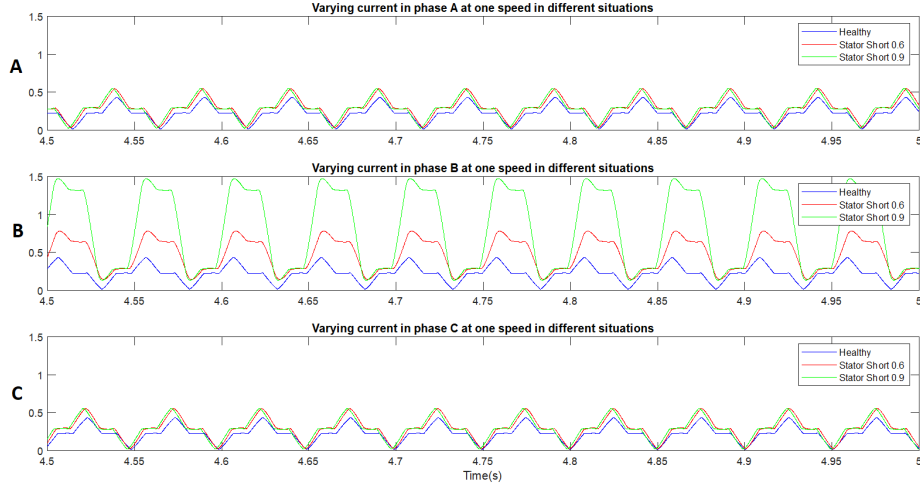 Varying current in phase A at one speed in different situations
1.5
1
0.5
0
A
Healthy
Stator Short 0.6
Stator Short 0.9
4.5 4.55 4.6 4.65 4.7 4.75 4.8 4.85 4.9 4.95 5
Varying current in phase B at one speed in different situations
1.5
1
0.5
0
B
Healthy
Stator Short 0.6
Stator Short 0.9
4.5 4.55 4.6 4.65 4.7 4.75 4.8 4.85 4.9 4.95 5
Varying current in phase C at one speed in different situations
1.5
1
0.5
0
C
Healthy
Stator Short 0.6
Stator Short 0.9
4.5 4.55 4.6 4.65 4.7 4.75 4.8 4.85 4.9 4.95 5
Time(s)